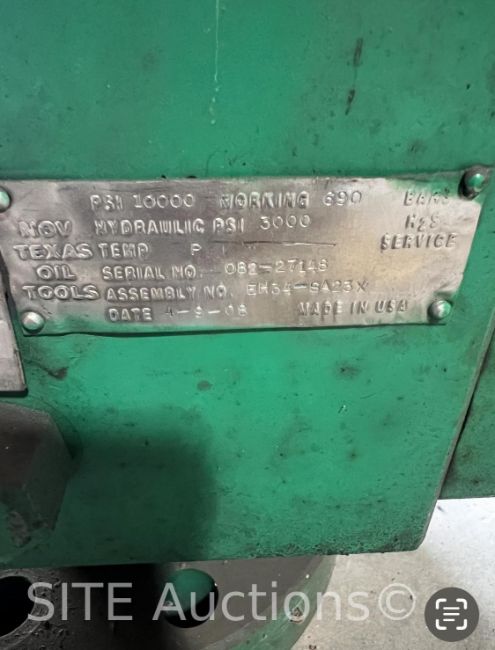 PSI 10000 WORKING 690 BARS
NOV HYDRAULIC PSI 3000 H2S
TEXAS TEMP P SERVICE
OIL SERIAL NO. 082-27148
TOOLS ASSEMBLY NO. EH34-SA23X
DATE 4-9-08 MADE IN USA
SITE Auctions©